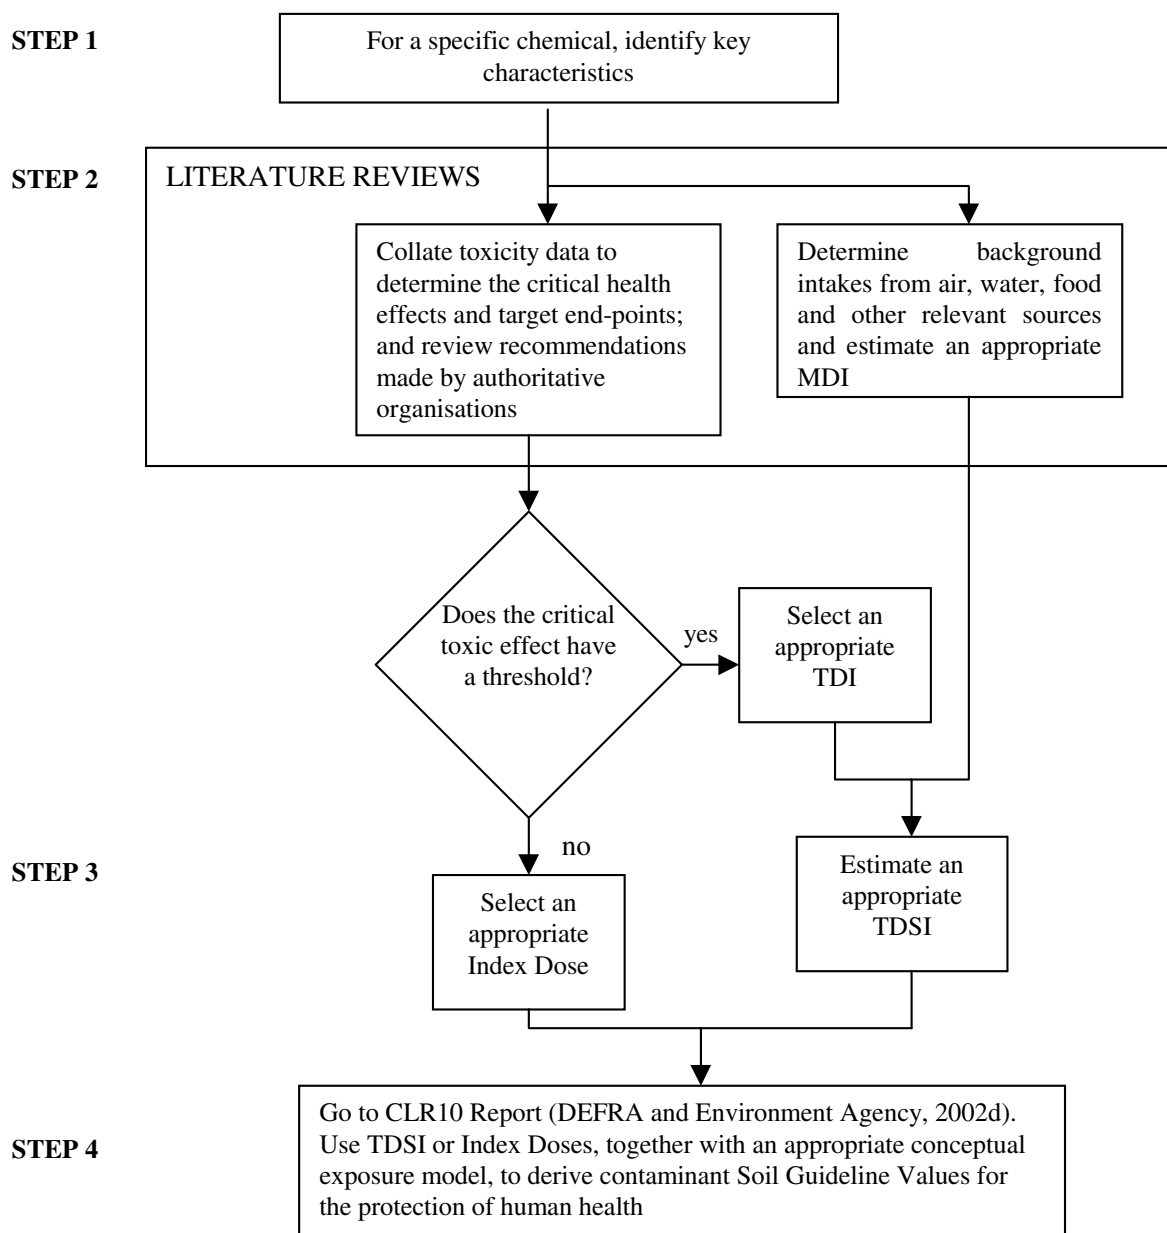 STEP 1
For a specific chemical, identify key
characteristics
STEP 2
LITERATURE REVIEWS
Collate toxicity data to
determine the critical health
effects and target end-points;
and review recommendations
made by authoritative
organisations
Determine background
intakes from air, water, food
and other relevant sources
and estimate an appropriate
MDI
Does the critical
toxic effect have
a threshold?
yes
Select an
appropriate
TDI
no
STEP 3
Select an
appropriate
Index Dose
Estimate an
appropriate
TDSI
STEP 4
Go to CLR10 Report (DEFRA and Environment Agency, 2002d).
Use TDSI or Index Doses, together with an appropriate conceptual
exposure model, to derive contaminant Soil Guideline Values for
the protection of human health